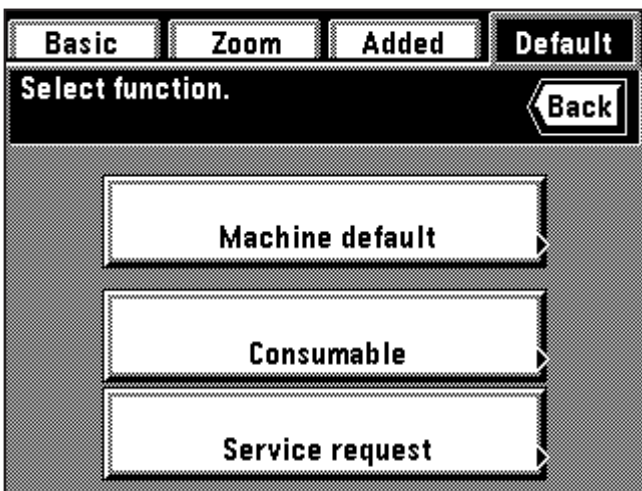 Basic Zoom Added Default
Select function.
Back
Machine default
Consumable
Service request